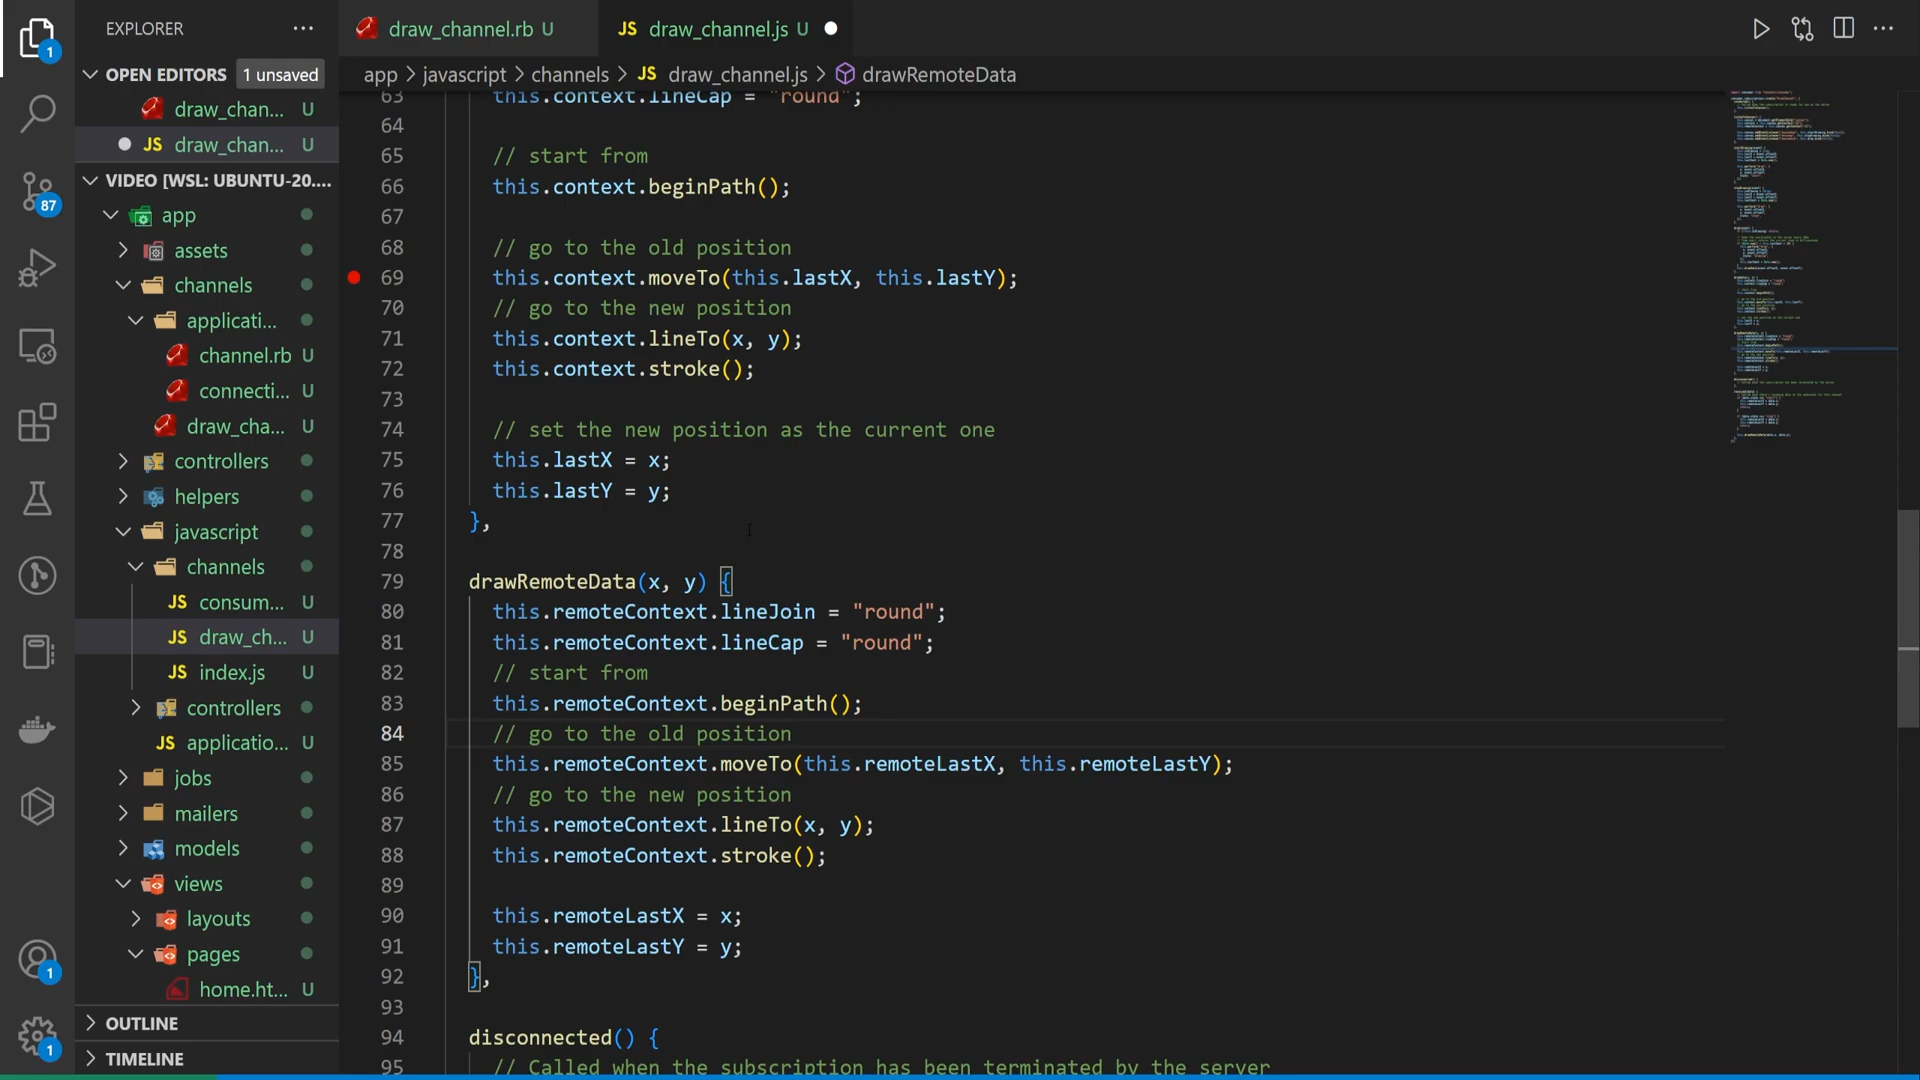 EXPLORER
OPEN EDITORS 1 unsaved
draw_chan... U
JS draw_chan... U
VIDEO [WSL: UBUNTU-20....
app
assets
channels
applicati...
channel.rb U
connecti... U
draw_cha... U
controllers
helpers
javascript
channels
JS consum... U
JS draw_ch... U
JS index.js U
controllers
JS applicatio... U
jobs
mailers
models
views
layouts
pages
home.ht... U
OUTLINE
TIMELINE
1
87
1
1
draw_channel.rb U
JS draw_channel.js U
app > javascript > channels > JS draw_channel.js > drawRemoteData
63 this.context.lineCap = "round";
64
65 // start from
66 this.context.beginPath();
67
68 // go to the old position
69 this.context.moveTo(this.lastX, this.lastY);
70 // go to the new position
71 this.context.lineTo(x, y);
72 this.context.stroke();
73
74 // set the new position as the current one
75 this.lastX = x;
76 this.lastY = y;
77 },
78
79 drawRemoteData(x, y) {
80 this.remoteContext.lineJoin = "round";
81 this.remoteContext.lineCap = "round";
82 // start from
83 this.remoteContext.beginPath();
84 // go to the old position
85 this.remoteContext.moveTo(this.remoteLastX, this.remoteLastY);
86 // go to the new position
87 this.remoteContext.lineTo(x, y);
88 this.remoteContext.stroke();
89
90 this.remoteLastX = x;
91 this.remoteLastY = y;
92 },
93
94 disconnected() {
95 // Called when the subscription has been terminated by the server